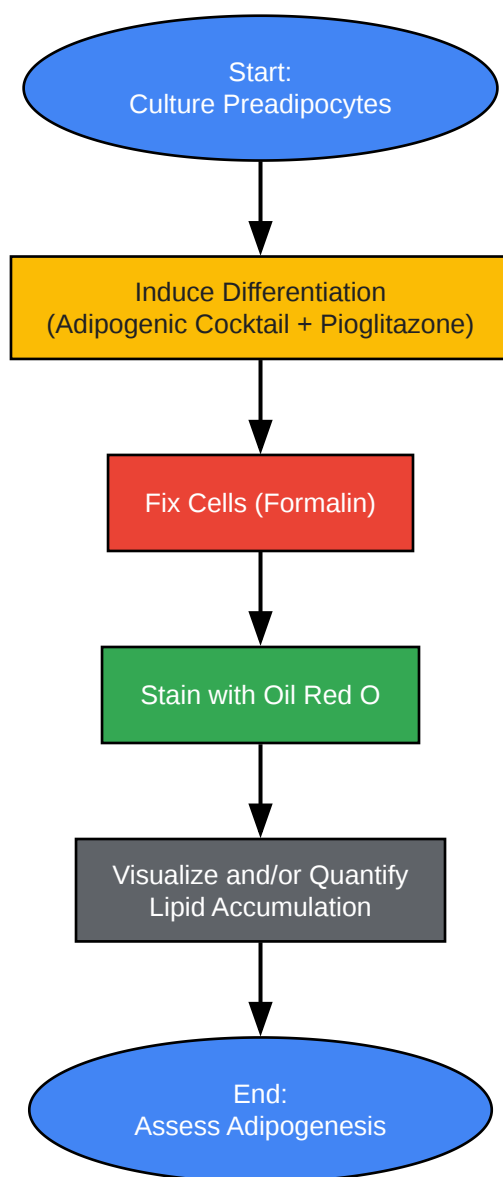 Start:
Culture Preadipocytes
Induce Differentiation
(Adipogenic Cocktail + Pioglitazone)
Fix Cells (Formalin)
Stain with Oil Red O
Visualize and/or Quantify
Lipid Accumulation
End:
Assess Adipogenesis